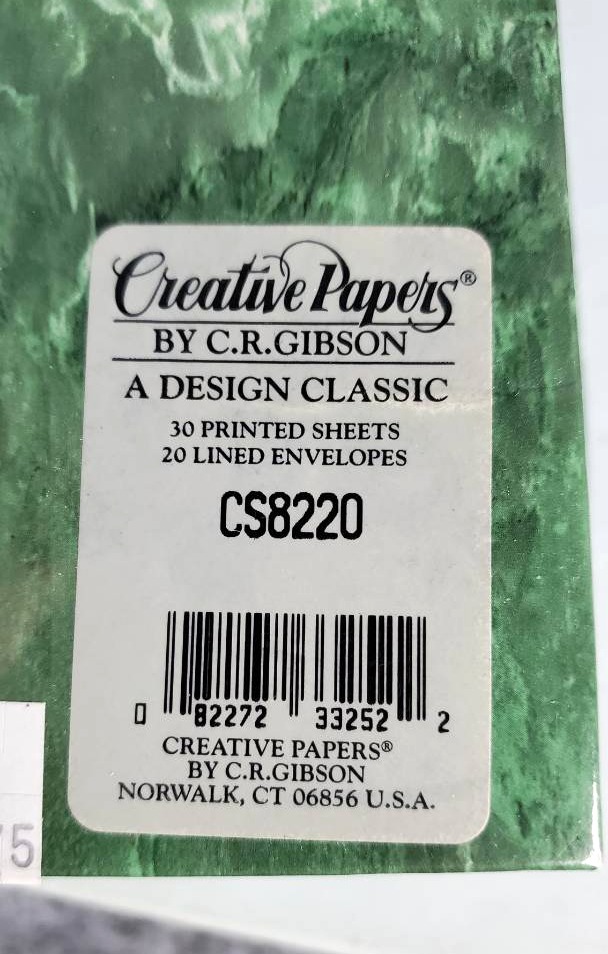 Creative Papers®
BY C.R.GIBSON
A DESIGN CLASSIC
30 PRINTED SHEETS
20 LINED ENVELOPES
CS8220
0 82272 33252 2
CREATIVE PAPERS®
BY C.R.GIBSON
NORWALK, CT 06856 U.S.A.
5